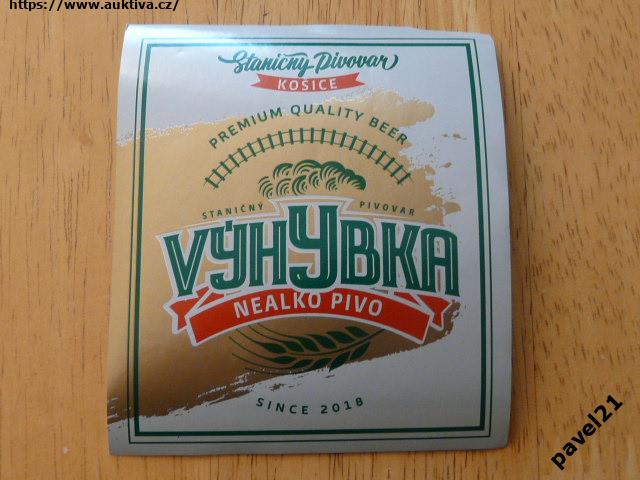 https://www.auktiva.cz/
Staničný Pivovar
KOŠICE
PREMIUM QUALITY BEER
STANIČNÝ PIVOVAR
VÝHYBKA
NEALKO PIVO
SINCE 2018
pavel21